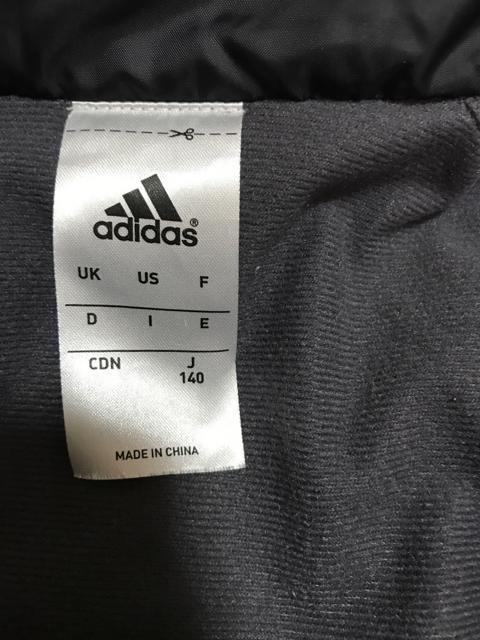 adidas®
UK US F
D I E
CDN J
140
MADE IN CHINA